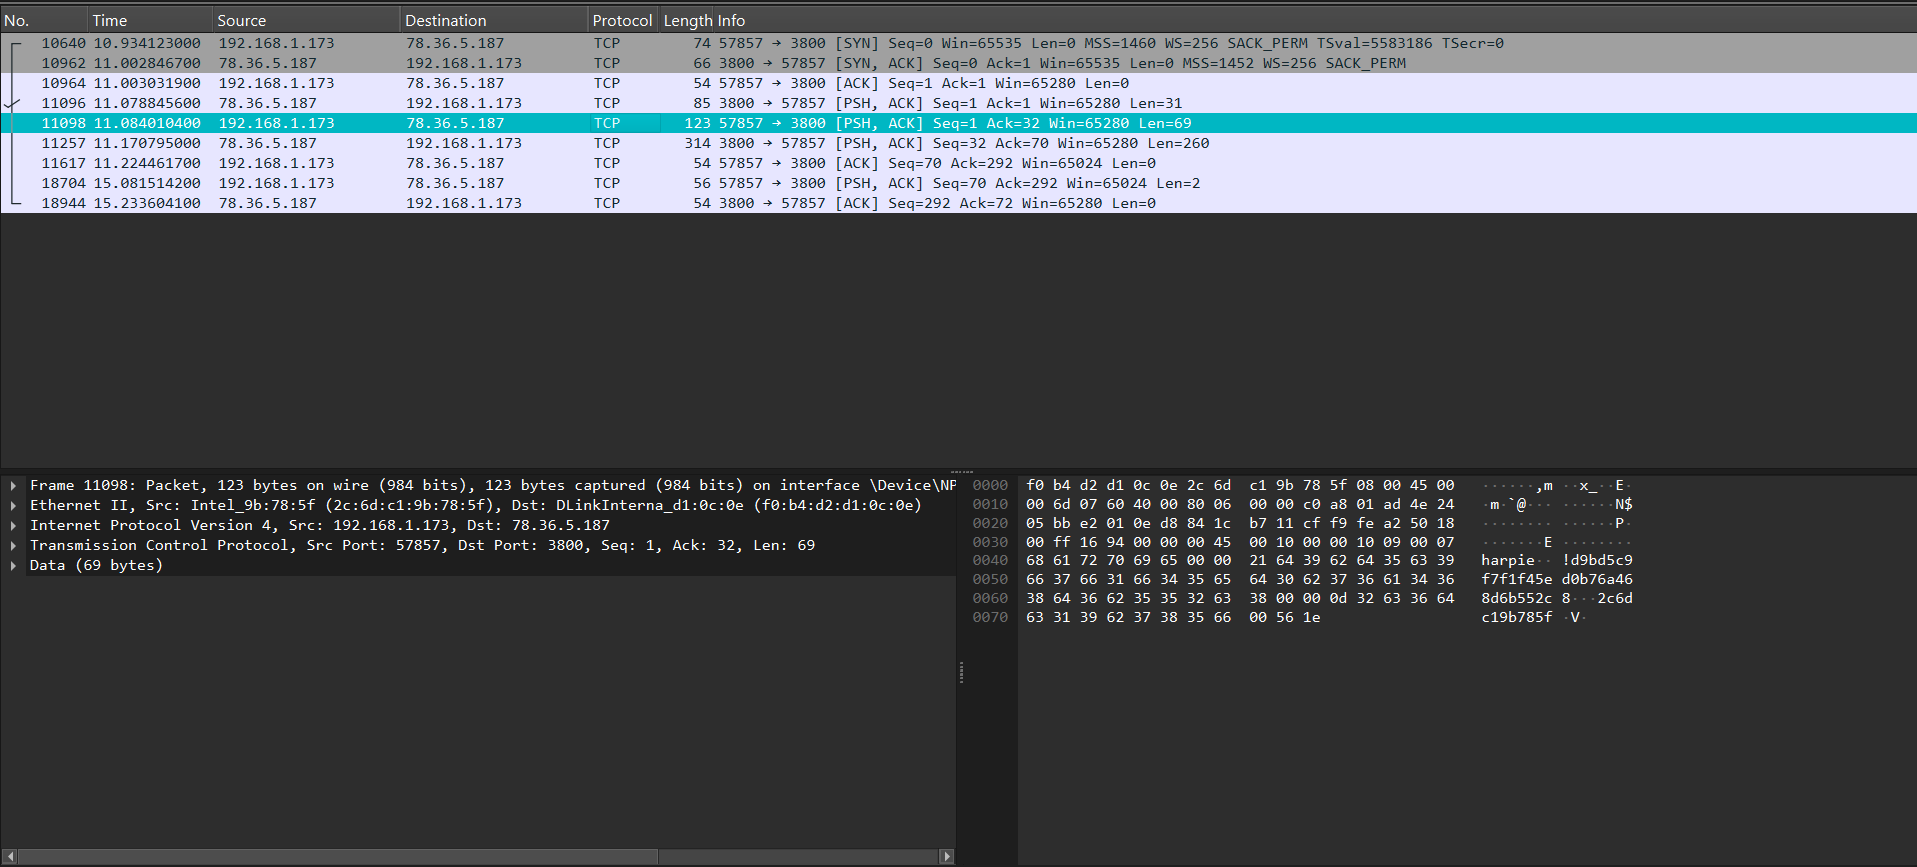 No. Time Source Destination Protocol Length Info
10640 10.934123000 192.168.1.173 78.36.5.187 TCP 74 57857 → 3800 [SYN] Seq=0 Win=65535 Len=0 MSS=1460 WS=256 SACK_PERM TSval=5583186 TSecr=0
10962 11.002846700 78.36.5.187 192.168.1.173 TCP 66 3800 → 57857 [SYN, ACK] Seq=0 Ack=1 Win=65535 Len=0 MSS=1452 WS=256 SACK_PERM
10964 11.003031900 192.168.1.173 78.36.5.187 TCP 54 57857 → 3800 [ACK] Seq=1 Ack=1 Win=65280 Len=0
11096 11.078845600 78.36.5.187 192.168.1.173 TCP 85 3800 → 57857 [PSH, ACK] Seq=1 Ack=1 Win=65280 Len=31
11098 11.084010400 192.168.1.173 78.36.5.187 TCP 123 57857 → 3800 [PSH, ACK] Seq=1 Ack=32 Win=65280 Len=69
11257 11.170795000 78.36.5.187 192.168.1.173 TCP 314 3800 → 57857 [PSH, ACK] Seq=32 Ack=70 Win=65280 Len=260
11617 11.224461700 192.168.1.173 78.36.5.187 TCP 54 57857 → 3800 [ACK] Seq=70 Ack=292 Win=65024 Len=0
18704 15.081514200 192.168.1.173 78.36.5.187 TCP 56 57857 → 3800 [PSH, ACK] Seq=70 Ack=292 Win=65024 Len=2
18944 15.233604100 78.36.5.187 192.168.1.173 TCP 54 3800 → 57857 [ACK] Seq=292 Ack=72 Win=65280 Len=0
Frame 11098: Packet, 123 bytes on wire (984 bits), 123 bytes captured (984 bits) on interface \Device\NP
Ethernet II, Src: Intel_9b:78:5f (2c:6d:c1:9b:78:5f), Dst: DLinkInterna_d1:0c:0e (f0:b4:d2:d1:0c:0e)
Internet Protocol Version 4, Src: 192.168.1.173, Dst: 78.36.5.187
Transmission Control Protocol, Src Port: 57857, Dst Port: 3800, Seq: 1, Ack: 32, Len: 69
Data (69 bytes)
0000 f0 b4 d2 d1 0c 0e 2c 6d c1 9b 78 5f 08 00 45 00 ······,m ··x_··E·
0010 00 6d 07 60 40 00 80 06 00 00 c0 a8 01 ad 4e 24 ·m·`@··· ······N$
0020 05 bb e2 01 0e d8 84 1c b7 11 cf f9 fe a2 50 18 ········ ······P·
0030 00 ff 16 94 00 00 00 45 00 10 00 00 10 09 00 07 ·······E ········
0040 68 61 72 70 69 65 00 00 21 64 39 62 64 35 63 39 harpie·· !d9bd5c9
0050 66 37 66 31 66 34 35 65 64 30 62 37 36 61 34 36 f7f1f45e d0b76a46
0060 38 64 36 62 35 35 32 63 38 00 00 0d 32 63 36 64 8d6b552c 8···2c6d
0070 63 31 39 62 37 38 35 66 00 56 1e c19b785f ·V·